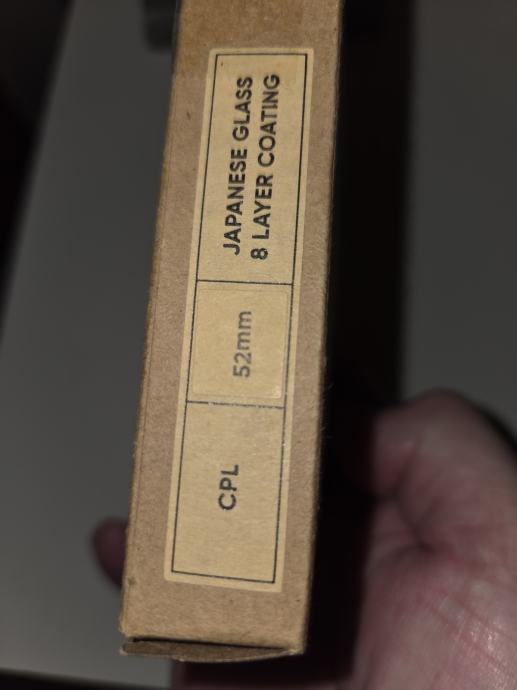 CPL
52mm
JAPANESE GLASS
8 LAYER COATING